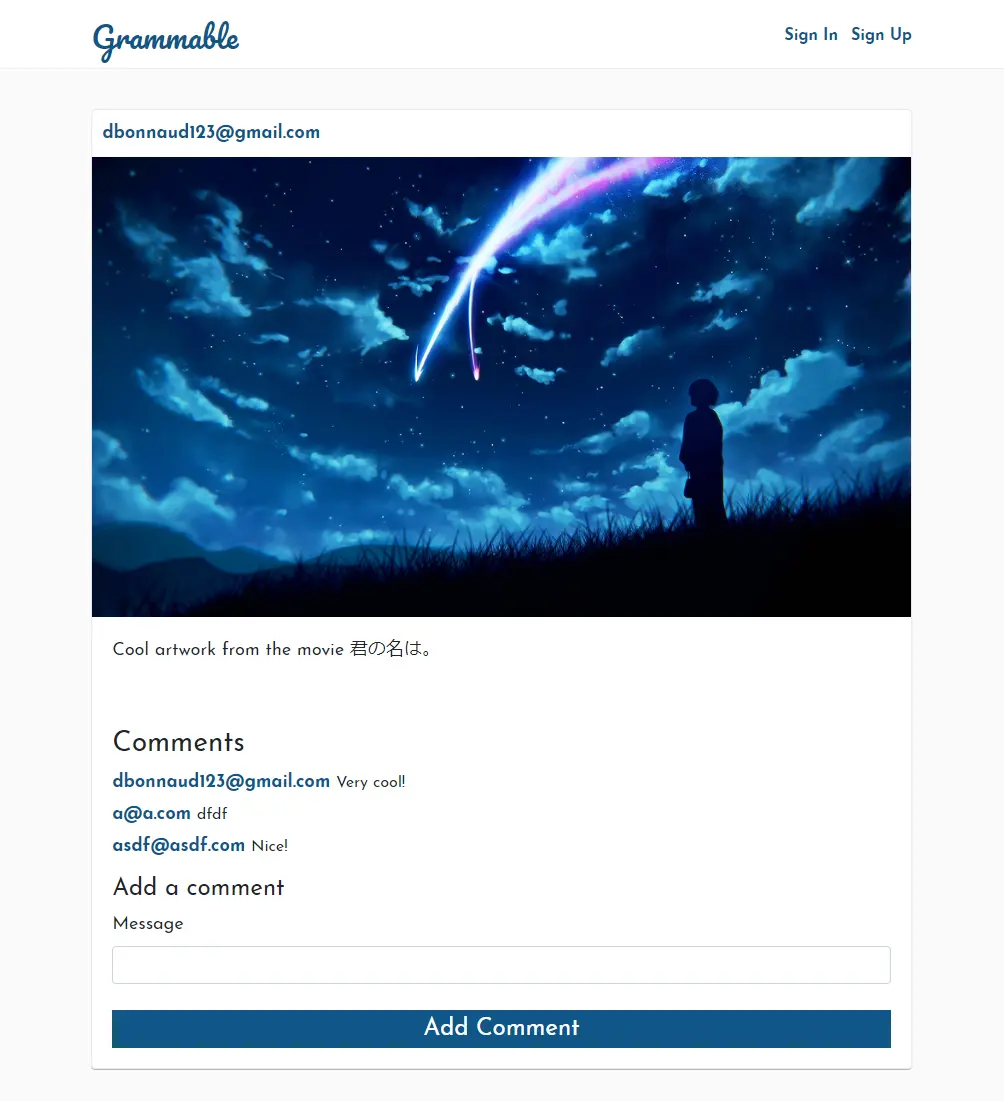 Grammable
Sign In Sign Up
dbonnaud123@gmail.com
Cool artwork from the movie 君の名は。
Comments
dbonnaud123@gmail.com Very cool!
a@a.com dfdf
asdf@asdf.com Nice!
Add a comment
Message
Add Comment